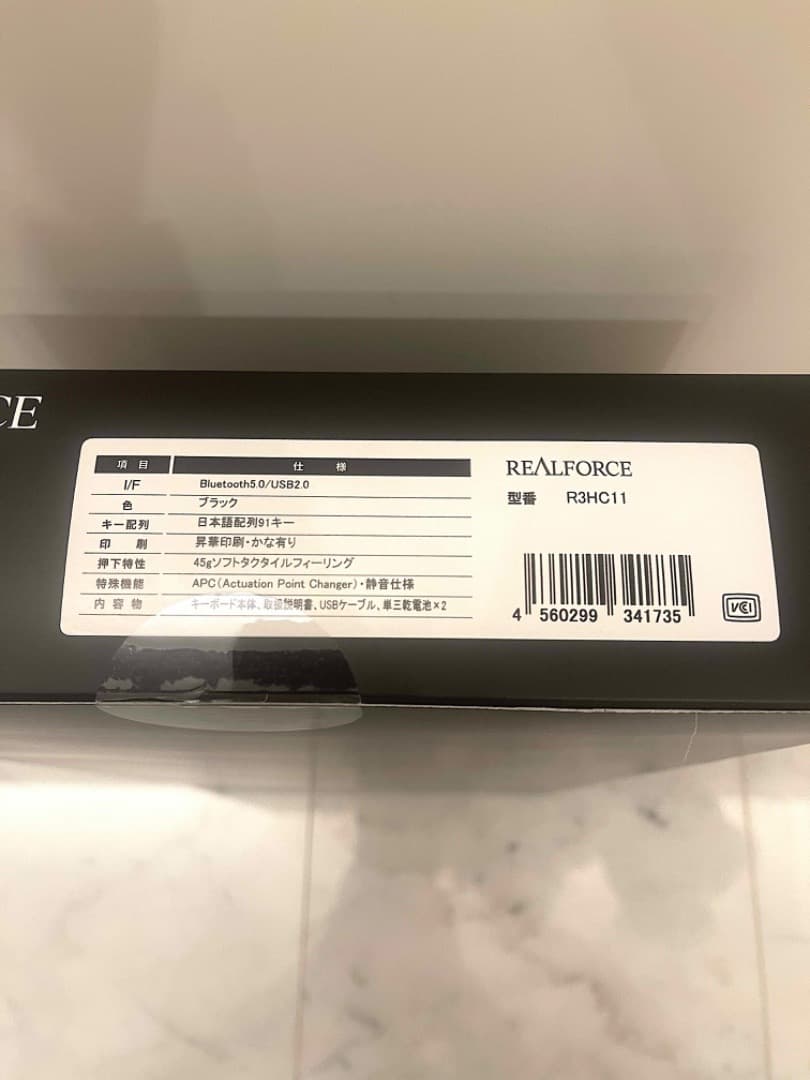 CE
項目 仕様
I/F Bluetooth5.0/USB2.0
色 ブラック
キー配列 日本語配列91キー
印刷 昇華印刷・かな有り
押下特性 45gソフトタクタイルフィーリング
特殊機能 APC(Actuation Point Changer)・静音仕様
内容物 キーボード本体、取扱説明書、USBケーブル、単三乾電池×2
REALFORCE
型番 R3HC11
4 560299 341735
VCI